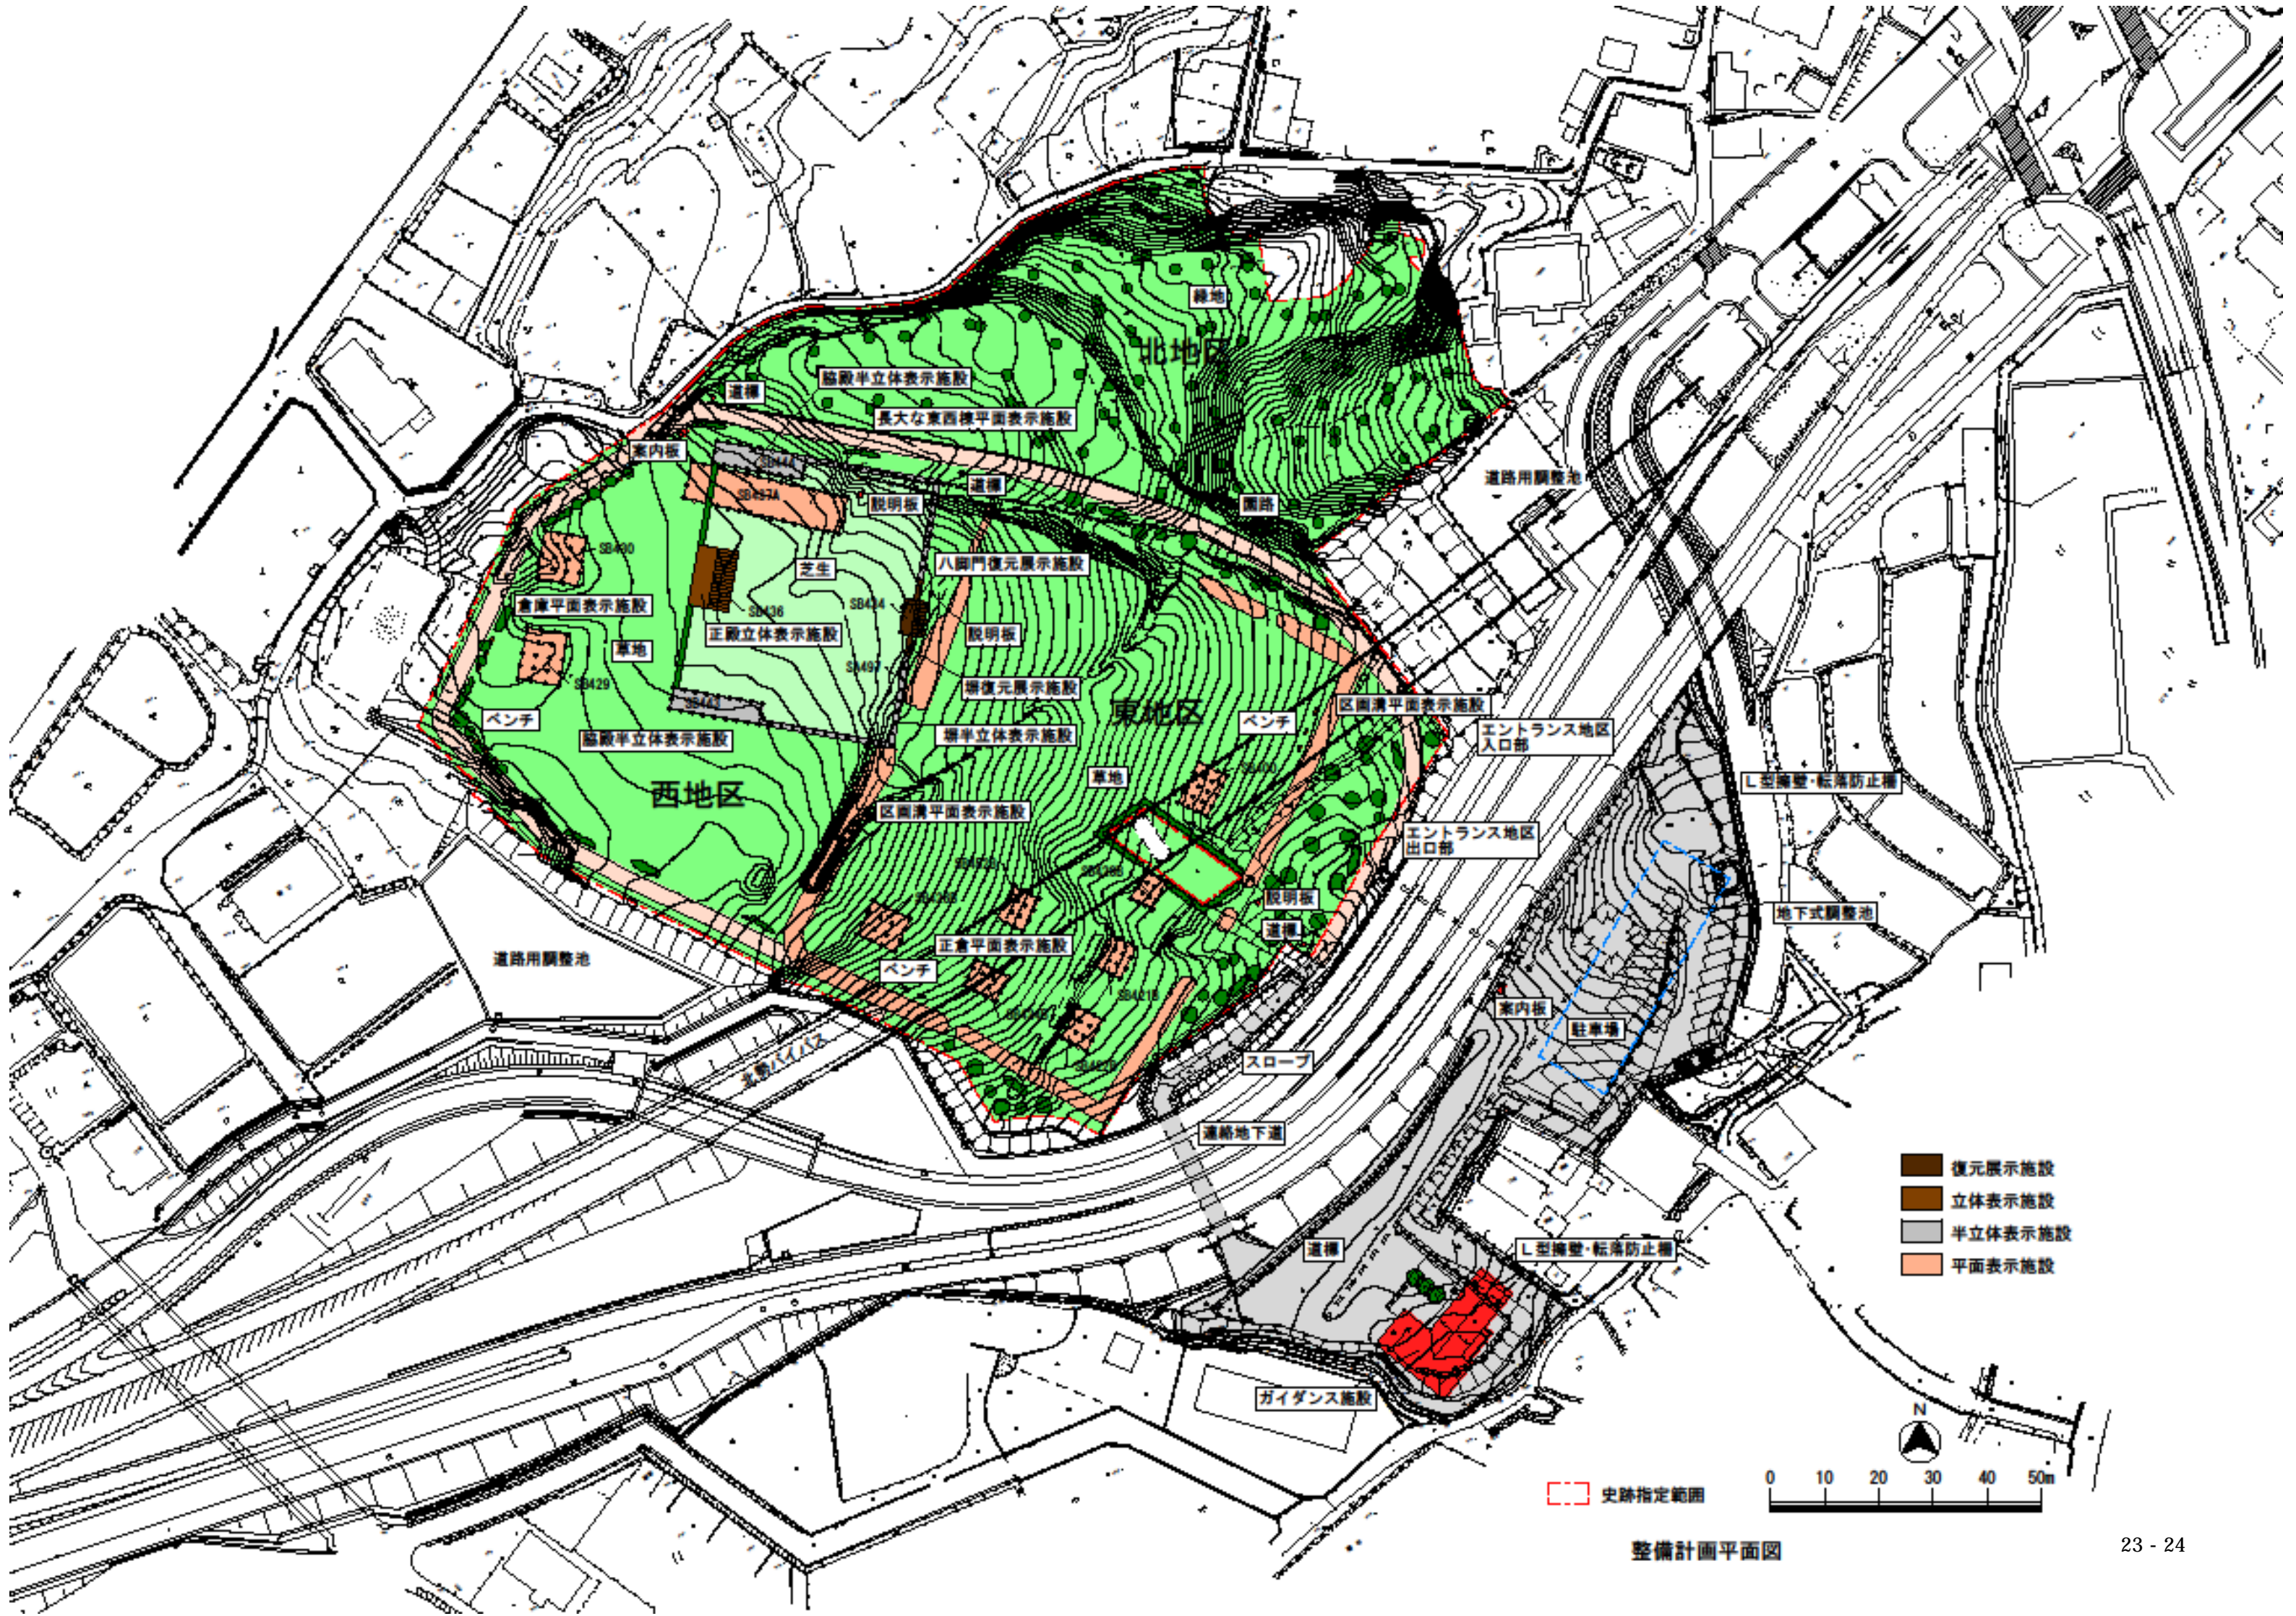 緑地
北地区
脇殿半立体表示施設
道標
長大な東西棟平面表示施設
案内板
SB444
道路用調整池
道標
SB437A
説明板
園路
SB430
八脚門復元展示施設
芝生
倉庫平面表示施設
SB436
SB434
正殿立体表示施設
説明板
草地
SA497
SB429
塀復元展示施設
SB443
区画溝平面表示施設
東地区
ベンチ
ベンチ
エントランス地区
入口部
脇殿半立体表示施設
塀半立体表示施設
草地
SB400
L型擁壁・転落防止柵
西地区
区画溝平面表示施設
エントランス地区
出口部
説明板
地下式調整池
道標
正倉平面表示施設
道路用調整池
ベンチ
案内板
駐車場
北勢バイパス
スロープ
連絡地下道
道標
L型擁壁・転落防止柵
ガイダンス施設
復元展示施設
立体表示施設
半立体表示施設
平面表示施設
N
0 10 20 30 40 50m
史跡指定範囲
整備計画平面図
23 - 24